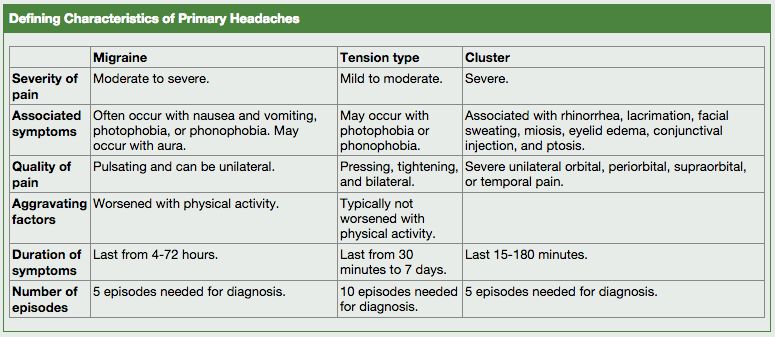 Defining Characteristics of Primary Headaches
Migraine Tension type Cluster
Severity of pain Moderate to severe. Mild to moderate. Severe.
Associated symptoms Often occur with nausea and vomiting, photophobia, or phonophobia. May occur with aura. May occur with photophobia or phonophobia. Associated with rhinorrhea, lacrimation, facial sweating, miosis, eyelid edema, conjunctival injection, and ptosis.
Quality of pain Pulsating and can be unilateral. Pressing, tightening, and bilateral. Severe unilateral orbital, periorbital, supraorbital, or temporal pain.
Aggravating factors Worsened with physical activity. Typically not worsened with physical activity.
Duration of symptoms Last from 4-72 hours. Last from 30 minutes to 7 days. Last 15-180 minutes.
Number of episodes 5 episodes needed for diagnosis. 10 episodes needed for diagnosis. 5 episodes needed for diagnosis.